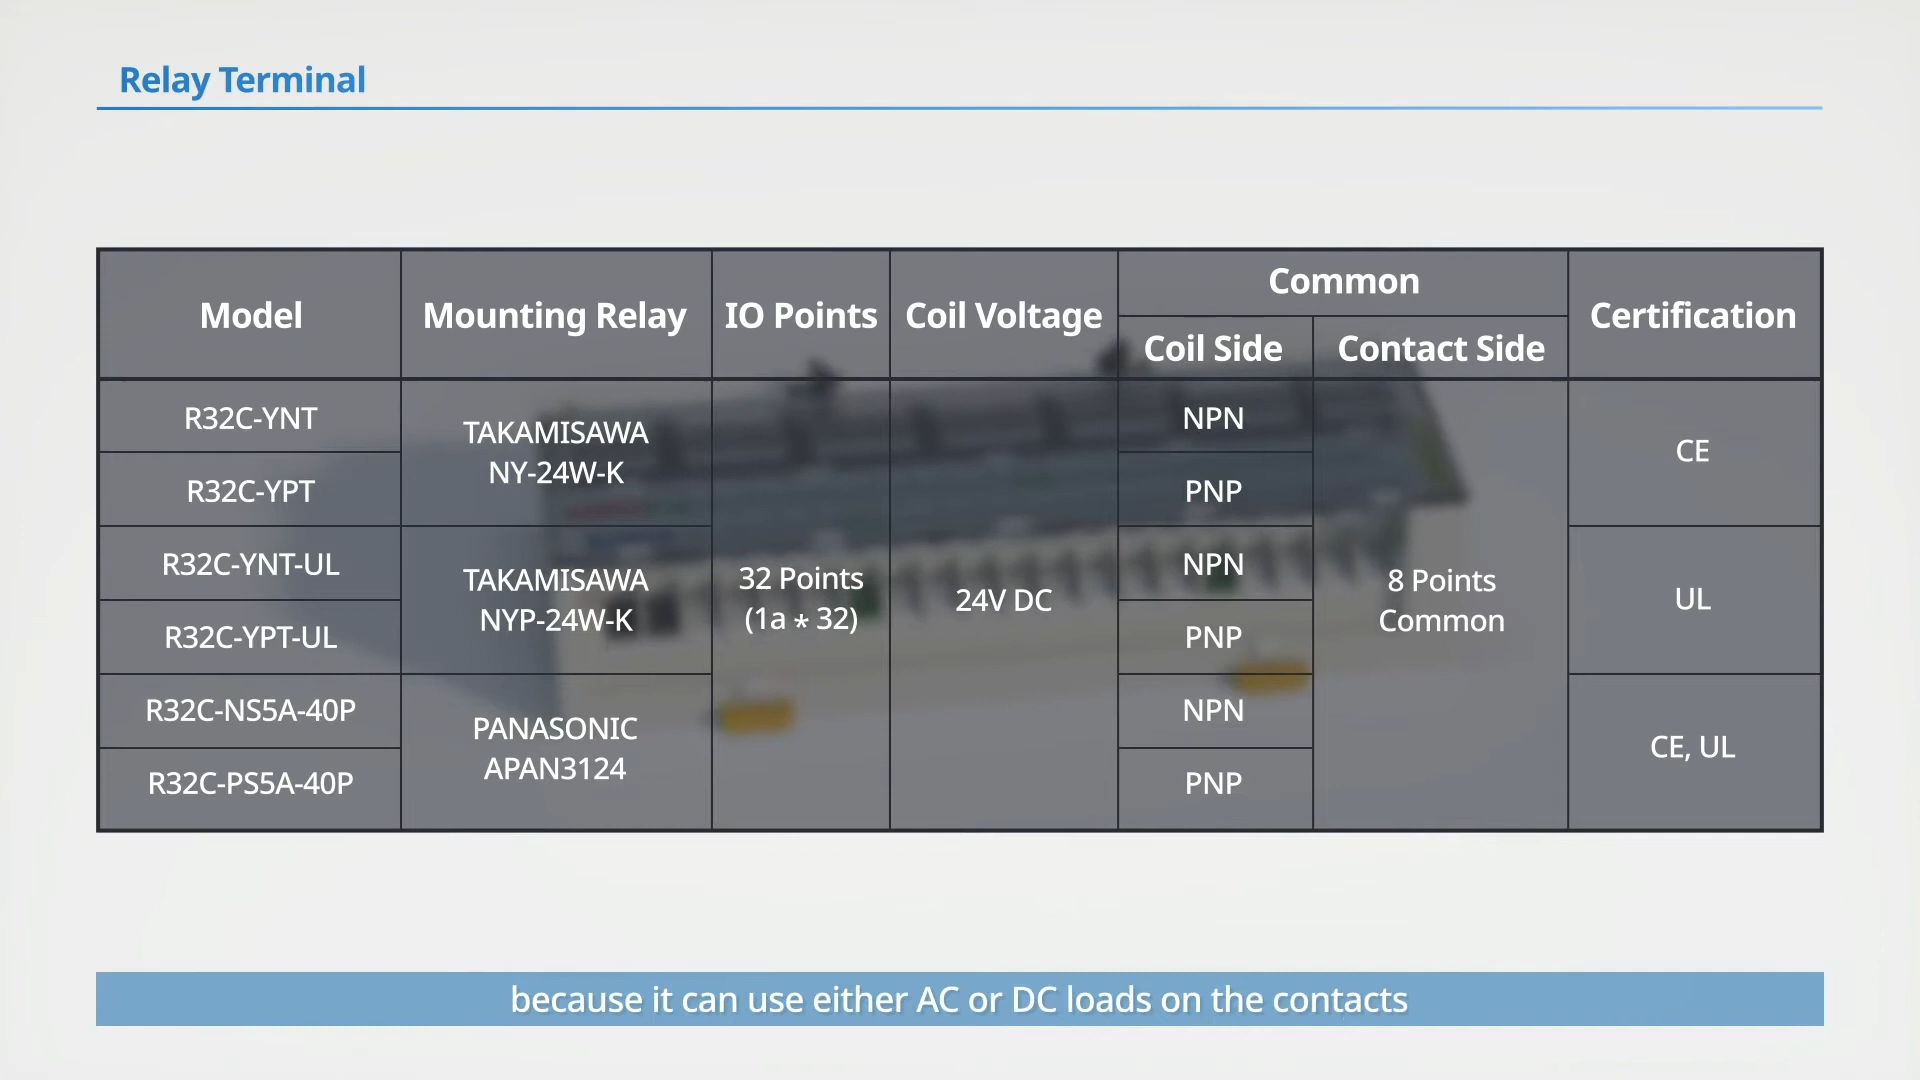 Relay Terminal
Model
Mounting Relay
IO Points
Coil Voltage
Common
Coil Side
Contact Side
Certification
R32C-YNT
R32C-YPT
R32C-YNT-UL
R32C-YPT-UL
R32C-NS5A-40P
R32C-PS5A-40P
TAKAMISAWA
NY-24W-K
TAKAMISAWA
NYP-24W-K
PANASONIC
APAN3124
32 Points
(1a * 32)
24V DC
NPN
PNP
NPN
PNP
NPN
PNP
8 Points
Common
CE
UL
CE, UL
because it can use either AC or DC loads on the contacts